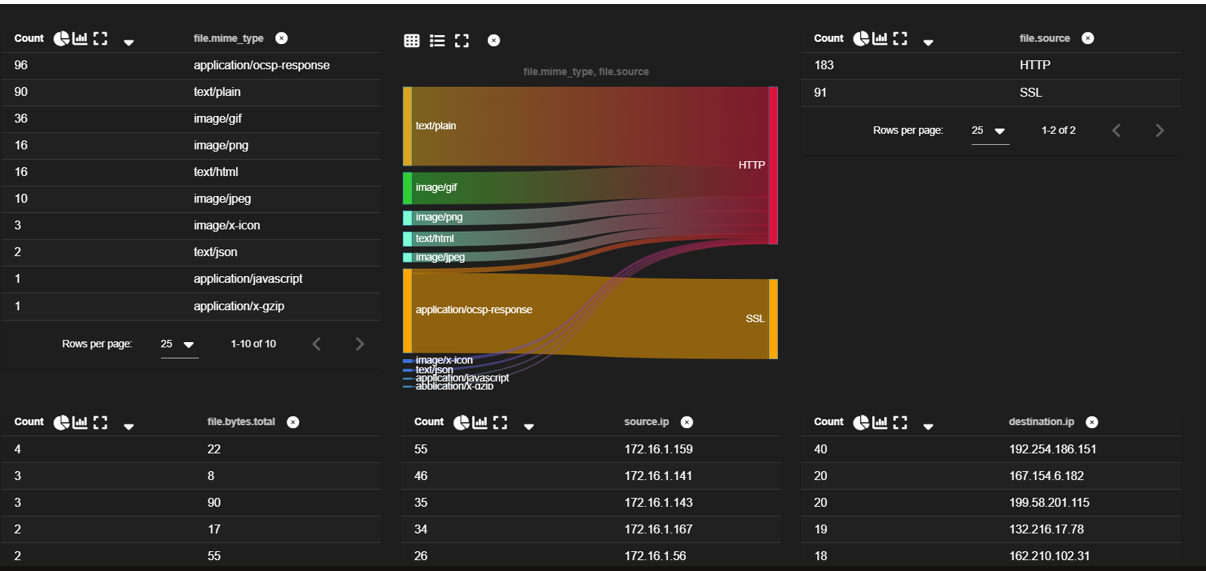 Count file.mime_type
96 application/ocsp-response
90 text/plain
36 image/gif
16 image/png
16 text/html
10 image/jpeg
3 image/x-icon
2 text/json
1 application/javascript
1 application/x-gzip
Rows per page: 25 1-10 of 10
file.mime_type, file.source
text/plain
HTTP
image/gif
image/png
text/html
image/jpeg
application/ocsp-response
SSL
image/x-icon
text/json
application/javascript
application/x-gzip
Count file.source
183 HTTP
91 SSL
Rows per page: 25 1-2 of 2
Count file.bytes.total
4 22
3 8
3 90
2 17
2 55
Count source.ip
55 172.16.1.159
46 172.16.1.141
35 172.16.1.143
34 172.16.1.167
26 172.16.1.56
Count destination.ip
40 192.254.186.151
20 167.154.6.182
20 199.58.201.115
19 132.216.17.78
18 162.210.102.31